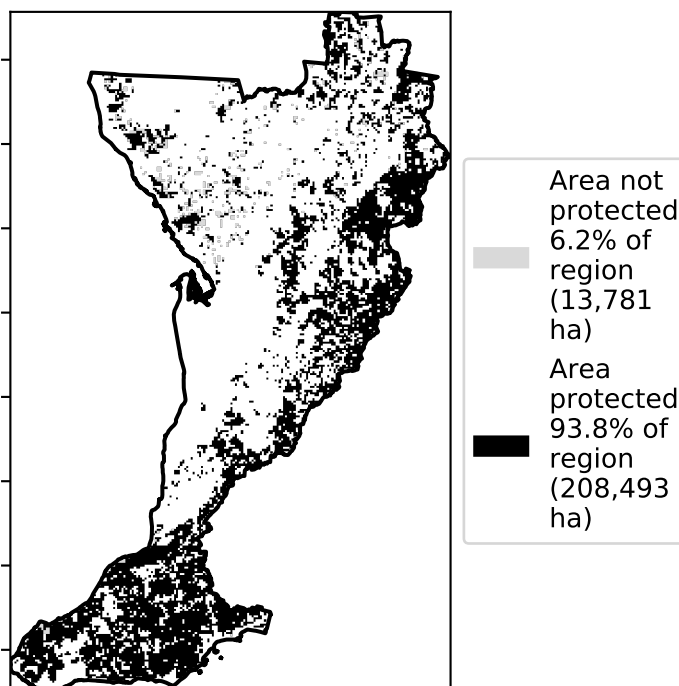 Area not
protected
6.2% of
region
(13,781
ha)
Area
protected
93.8% of
region
(208,493
ha)